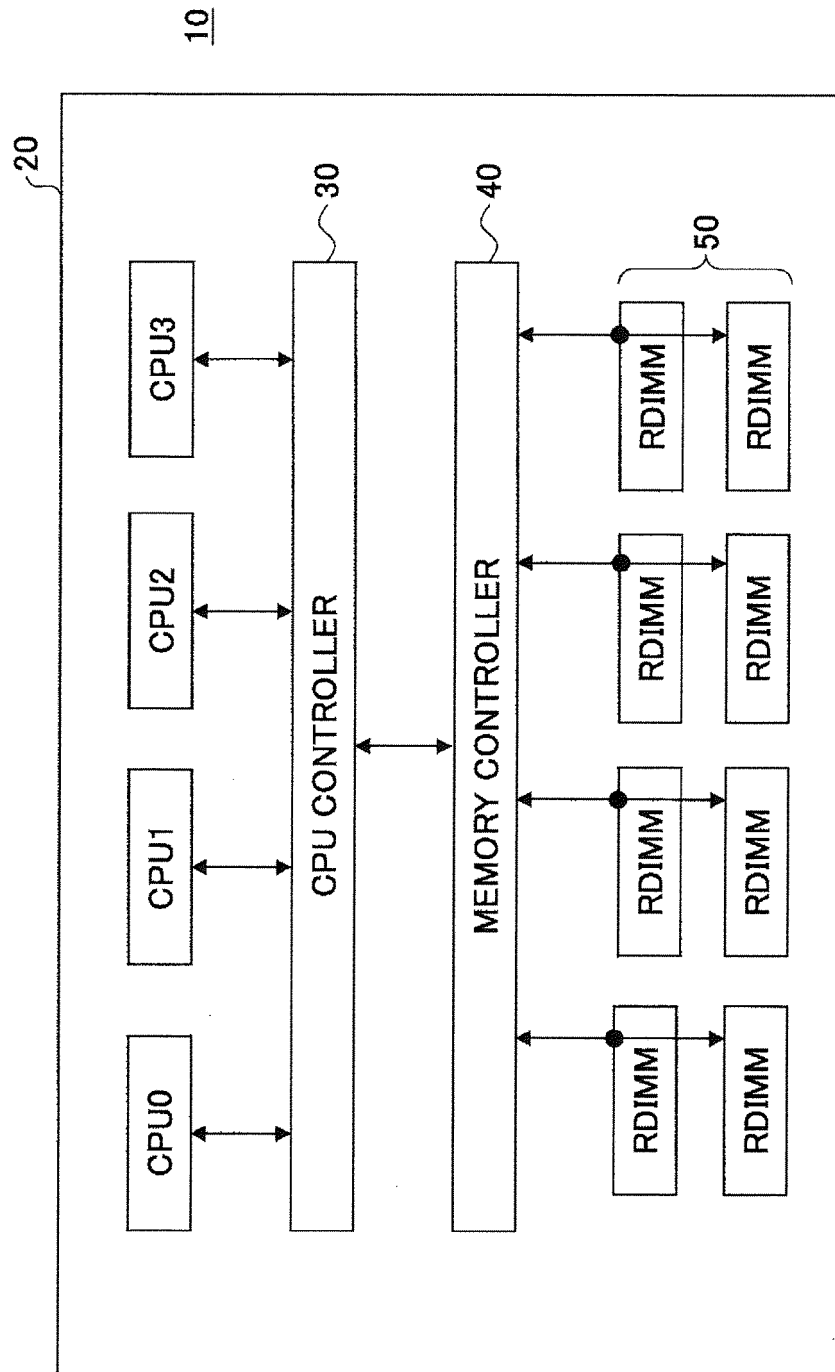 10
20
CPU0
CPU1
CPU2
CPU3
30
CPU CONTROLLER
40
MEMORY CONTROLLER
50
RDIMM
RDIMM
RDIMM
RDIMM
RDIMM
RDIMM
RDIMM
RDIMM